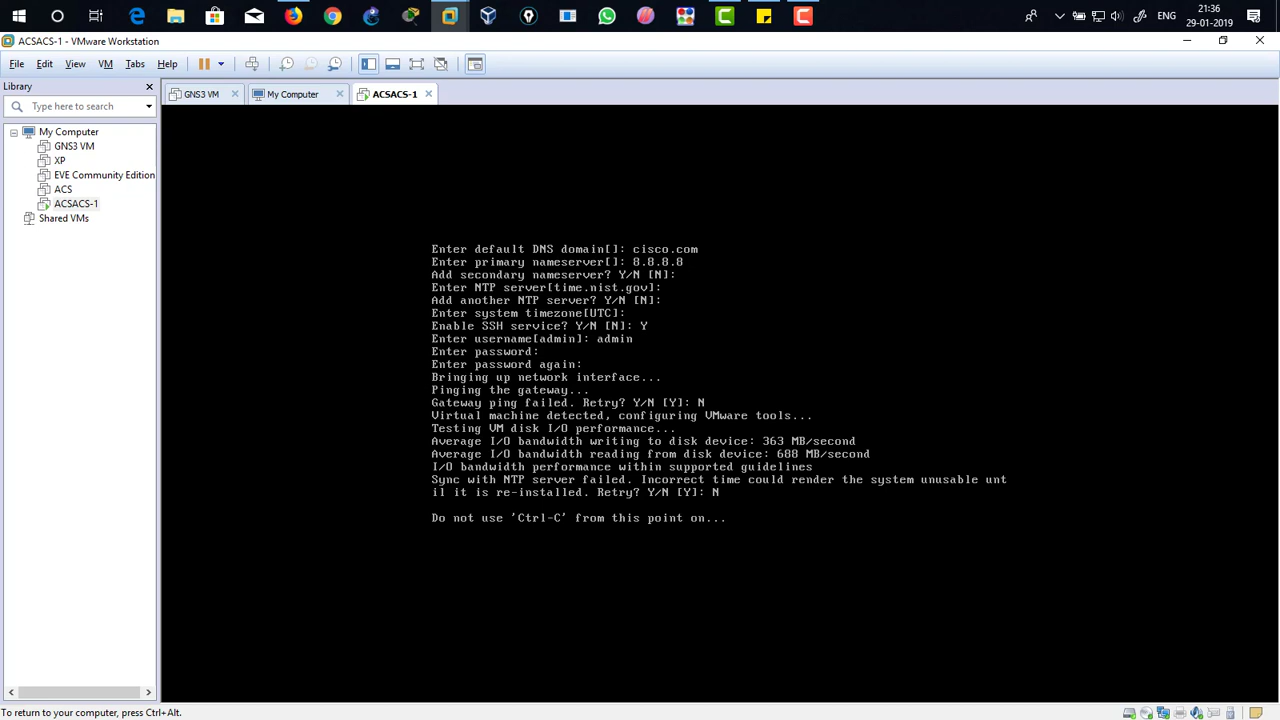 21:36
ENG
29-01-2019
ACSACS-1 - VMware Workstation
File Edit View VM Tabs Help
Library
Type here to search
GNS3 VM
My Computer
ACSACS-1
My Computer
GNS3 VM
XP
EVE Community Edition
ACS
ACSACS-1
Shared VMs
Enter default DNS domain[]: cisco.com
Enter primary nameserver[]: 8.8.8.8
Add secondary nameserver? Y/N [N]:
Enter NTP server[time.nist.gov]:
Add another NTP server? Y/N [N]:
Enter system timezone[UTC]:
Enable SSH service? Y/N [N]: Y
Enter username[admin]: admin
Enter password:
Enter password again:
Bringing up network interface...
Pinging the gateway...
Gateway ping failed. Retry? Y/N [Y]: N
Virtual machine detected, configuring VMware tools...
Testing VM disk I/O performance...
Average I/O bandwidth writing to disk device: 363 MB/second
Average I/O bandwidth reading from disk device: 688 MB/second
I/O bandwidth performance within supported guidelines
Sync with NTP server failed. Incorrect time could render the system unusable unt
il it is re-installed. Retry? Y/N [Y]: N
Do not use 'Ctrl-C' from this point on...
To return to your computer, press Ctrl+Alt.